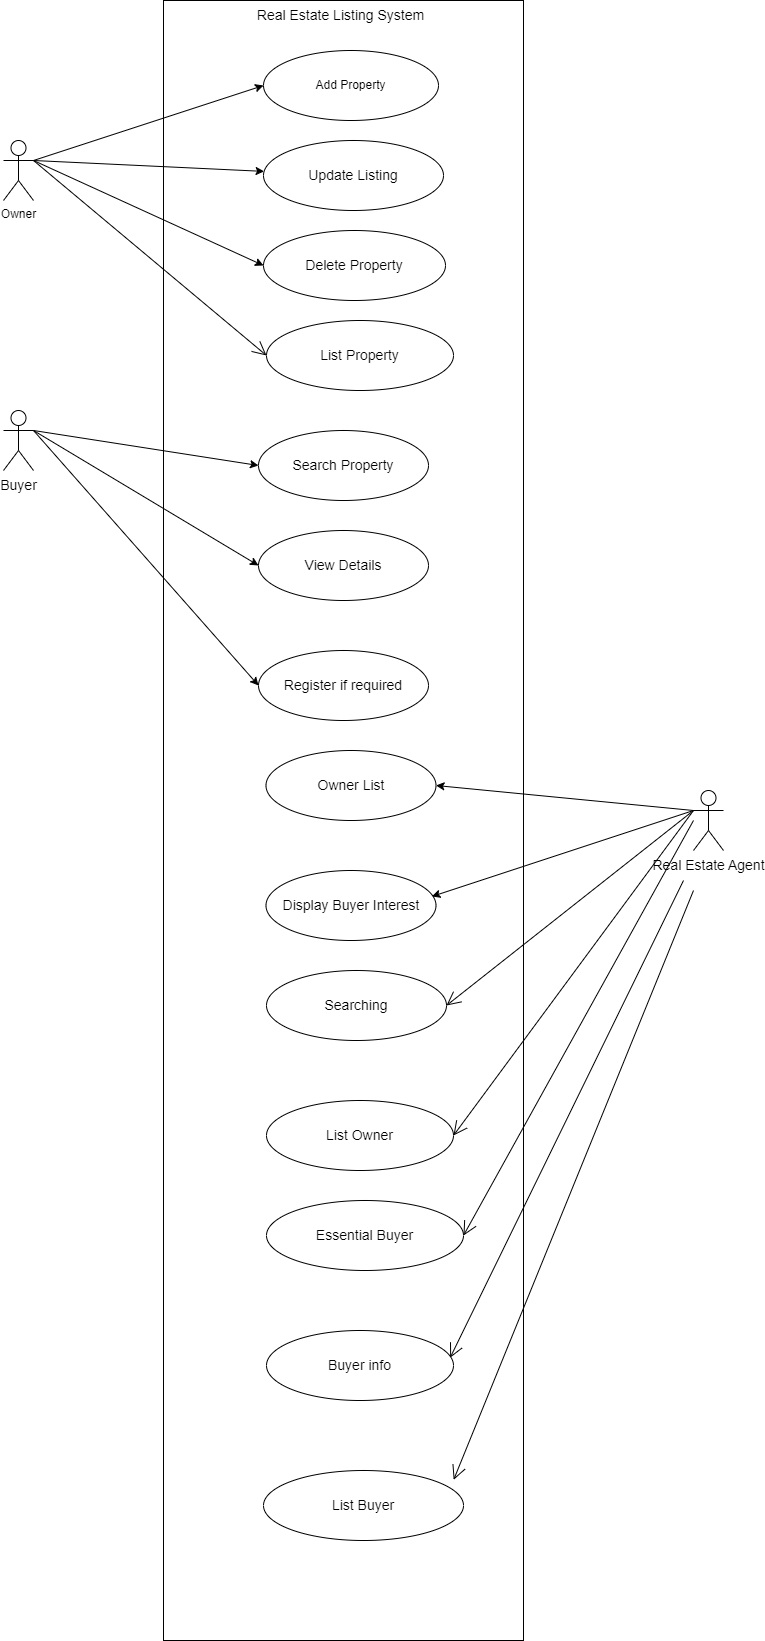 Real Estate Listing System
Add Property
Update Listing
Owner
Delete Property
List Property
Search Property
Buyer
View Details
Register if required
Owner List
Real Estate Agent
Display Buyer Interest
Searching
List Owner
Essential Buyer
Buyer info
List Buyer